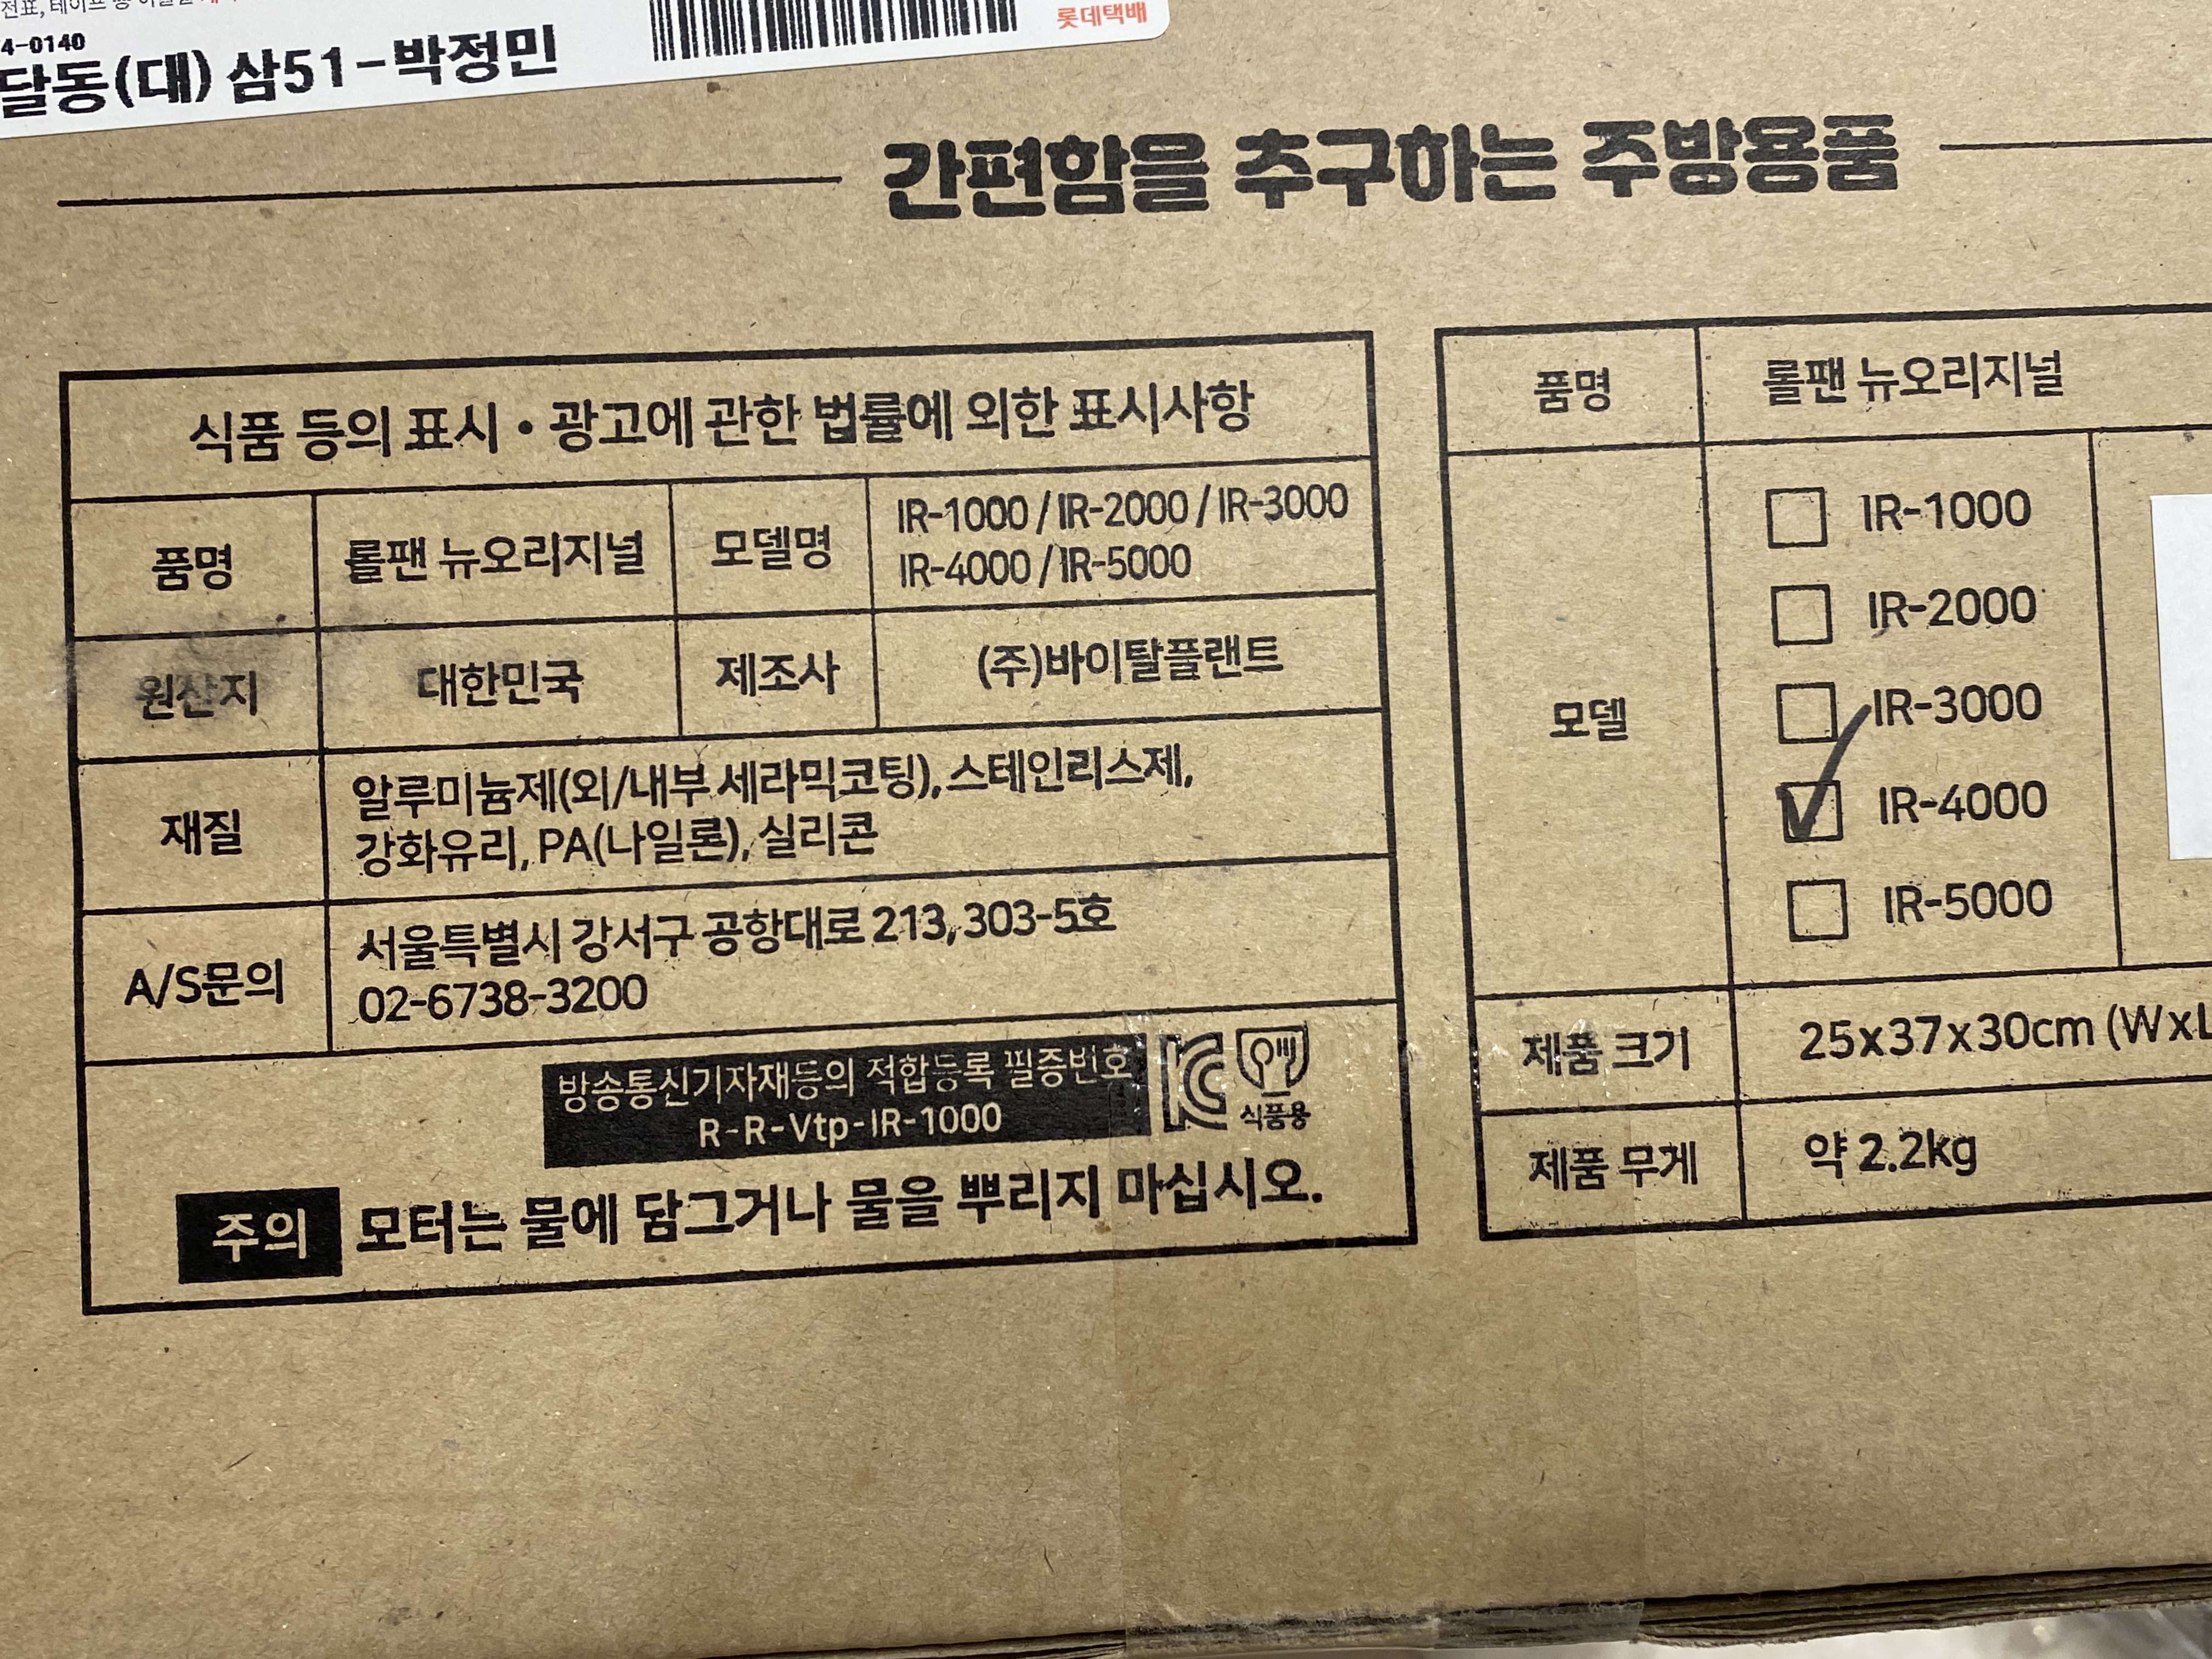 4-0140
달동(대) 삼51-박정민
롯데택배
간편함을 추구하는 주방용품
식품 등의 표시 • 광고에 관한 법률에 외한 표시사항
품명 롤팬 뉴오리지널 모델명 IR-1000 / IR-2000 / IR-3000
IR-4000 / IR-5000
원산지 대한민국 제조사 (주)바이탈플랜트
재질 알루미늄제(외/내부 세라믹코팅), 스테인리스제,
강화유리, PA(나일론), 실리콘
A/S문의 서울특별시 강서구 공항대로 213, 303-5호
02-6738-3200
방송통신기자재등의 적합등록 필증번호
R-R-Vtp-IR-1000
식품용
주의 모터는 물에 담그거나 물을 뿌리지 마십시오.
품명 롤팬 뉴오리지널
모델
IR-1000
IR-2000
IR-3000
IR-4000
IR-5000
제품 크기 25x37x30cm (WxL
제품 무게 약 2.2kg